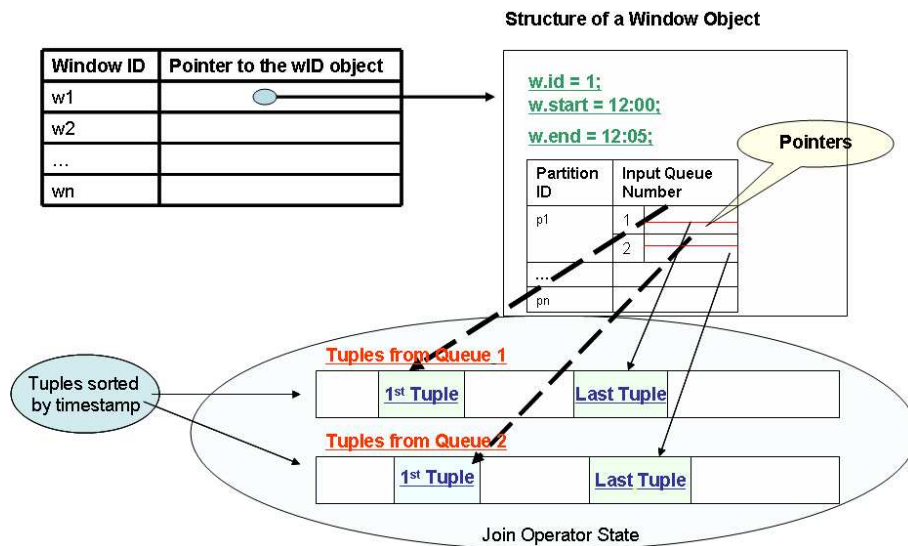 Structure of a Window Object
Window ID Pointer to the wID object
w1
w2
...
wn
w.id = 1;
w.start = 12:00;
w.end = 12:05;
Pointers
Partition ID
Input Queue Number
p1 1
2
....
pn
Tuples from Queue 1
1st Tuple Last Tuple
Tuples sorted
by timestamp
Tuples from Queue 2
1st Tuple Last Tuple
Join Operator State